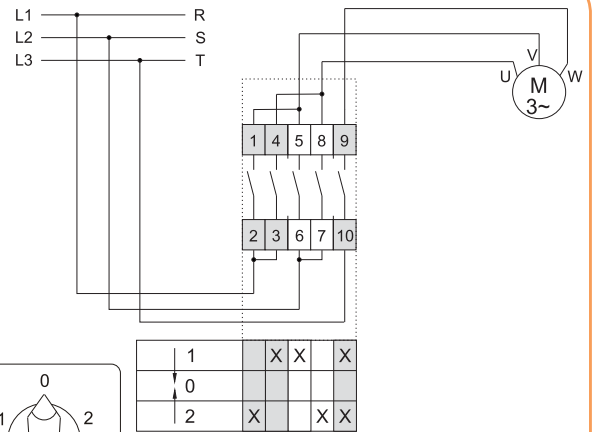 L1 R
L2 S
L3 T
V
U W
M
3~
1 4 5 8 9
2 3 6 7 10
1 X X X
0
2 X X X
0
1 2